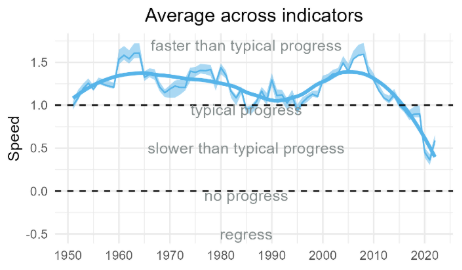 Average across indicators
faster than typical progress
1.5
1.0
typical progress
Speed
0.5
slower than typical progress
0.0
no progress
-0.5
regress
1950 1960 1970 1980 1990 2000 2010 2020